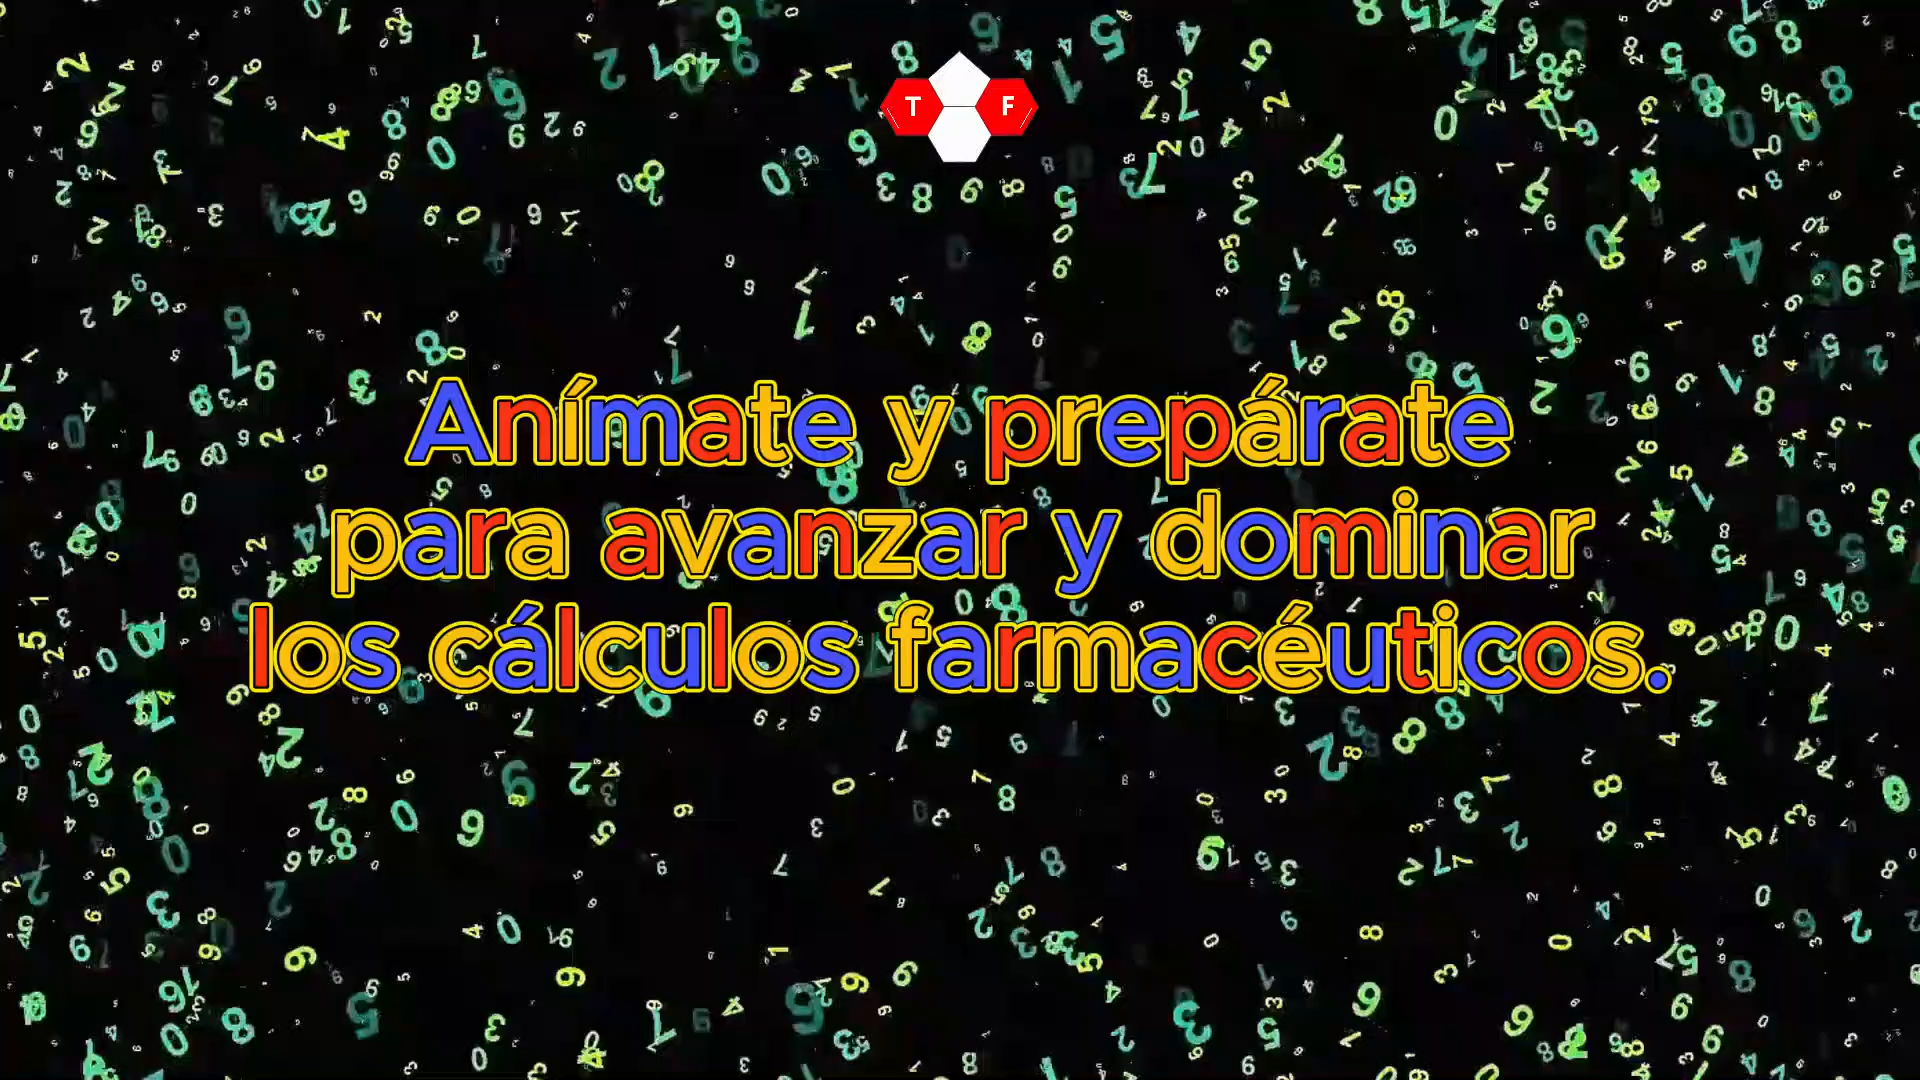 T F
Anímate y prepárate
para avanzar y dominar
los cálculos farmacéuticos.